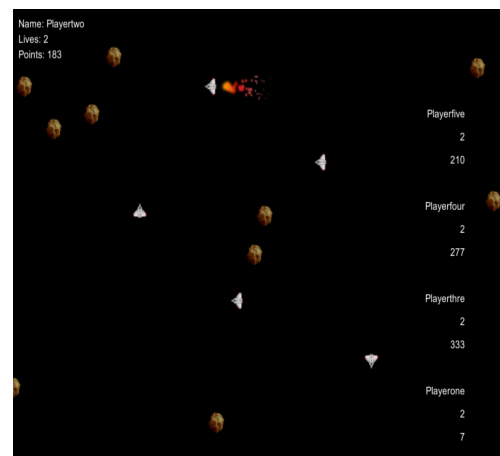 Name: Playertwo
Lives: 2
Points: 183
Playerfive
2
210
Playerfour
2
277
Playerthre
2
333
Playerone
2
7